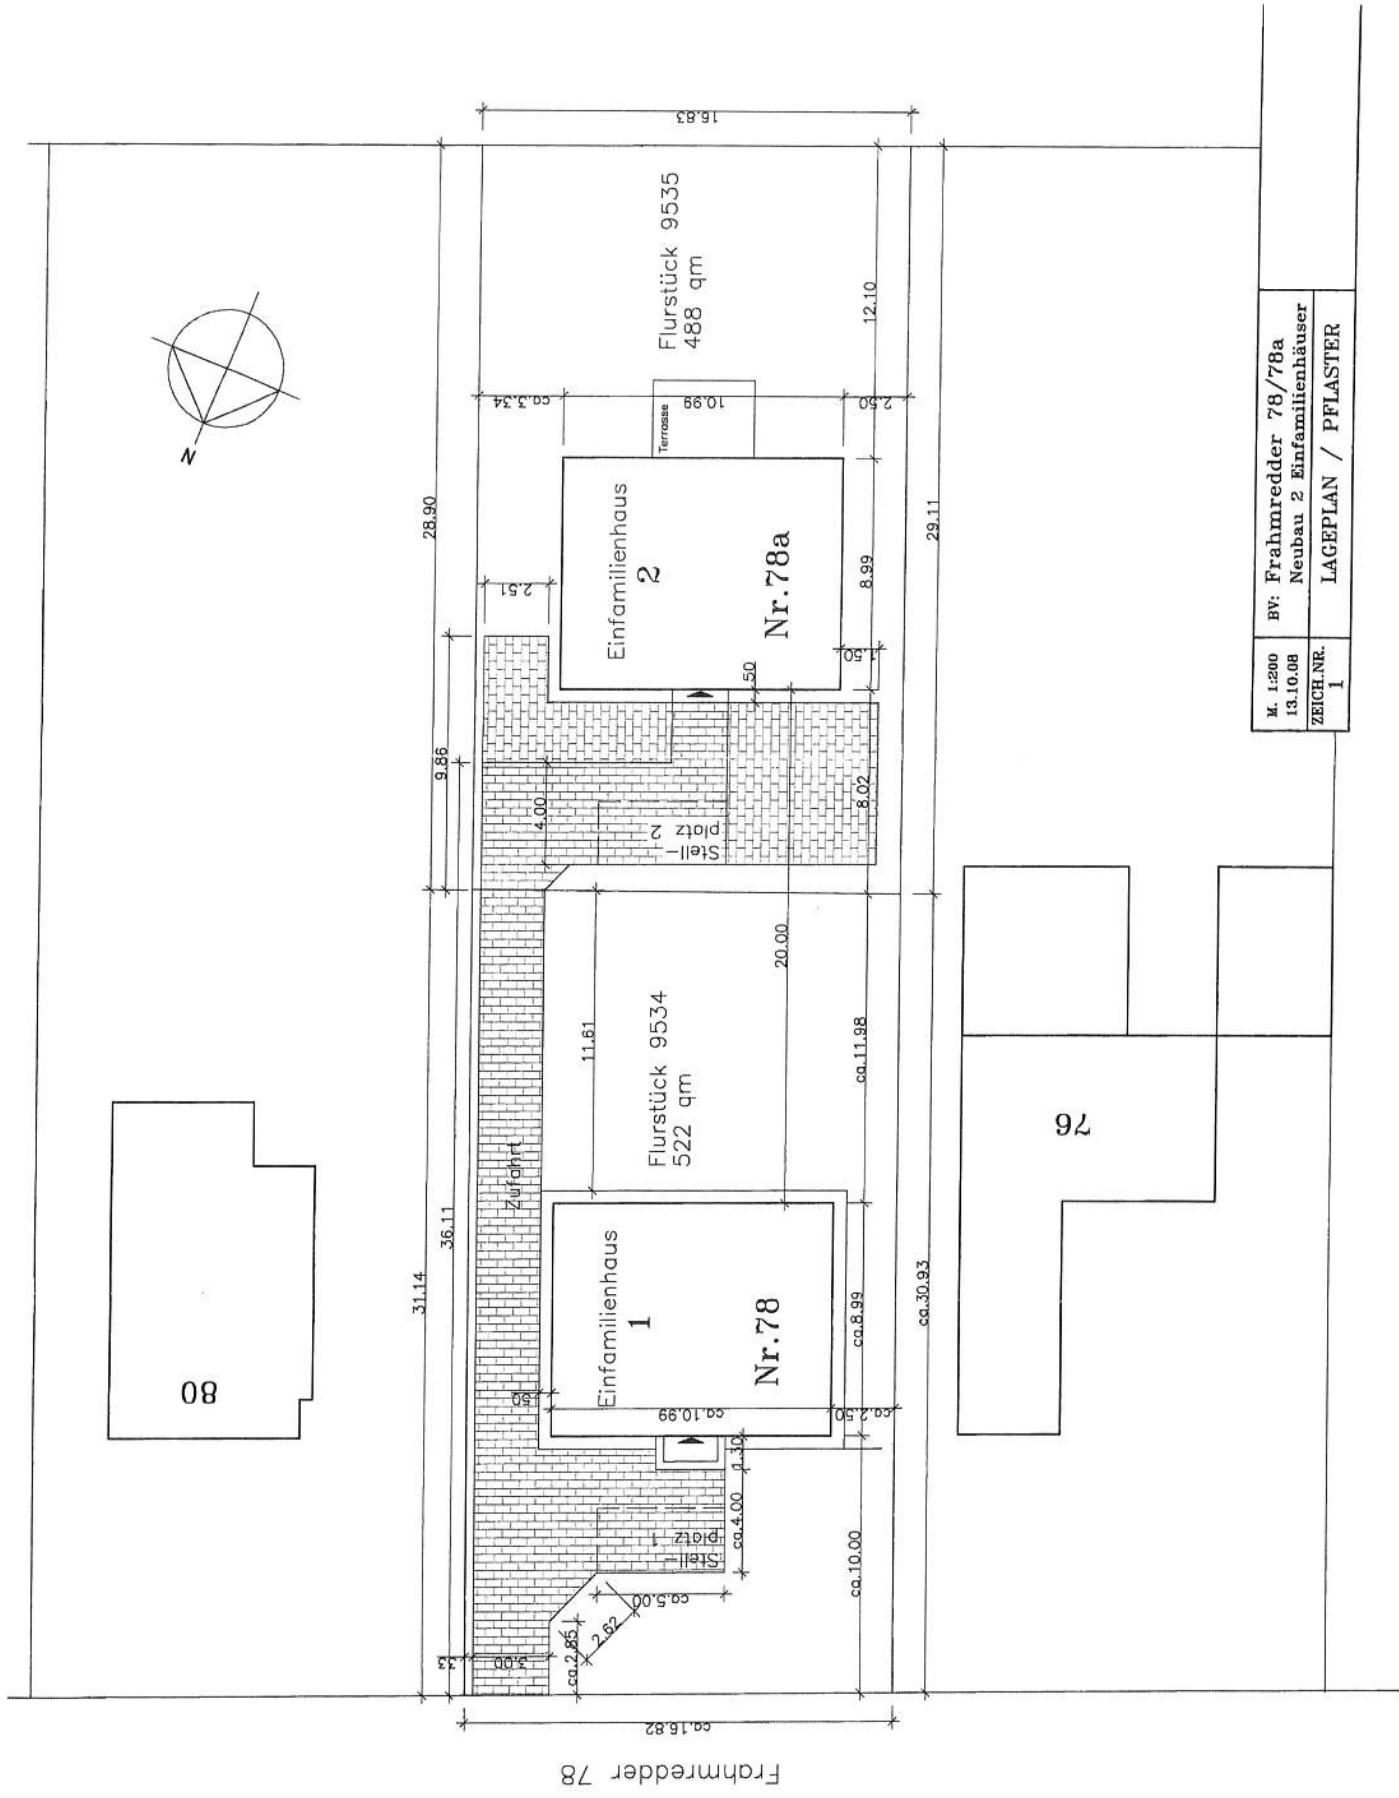 16.83
N
28.90
Flurstück 9535
488 qm
12.10
ca.3.34
10.99
2.50
Terrasse
2.51
Einfamilienhaus
2
Nr.78a
8.99
29.11
9.86
50
1.50
4.00
Stell-
platz 2
8.02
20.00
11.61
Flurstück 9534
522 qm
ca.11.98
Zufahrt
36.11
31.14
80
76
Einfamilienhaus
1
Nr.78
ca.8.99
ca.30.93
50
ca.10.99
ca.2.50
1.30
ca.4.00
Stell-
platz 1
ca.5.00
2.62
ca.2.85
3.00
33
ca.10.00
ca.16.82
Frahmredder 78
M. 1:200
13.10.08
BV: Frahmredder 78/78a
Neubau 2 Einfamilienhäuser
ZEICH.NR.
1
LAGEPLAN / PFLASTER